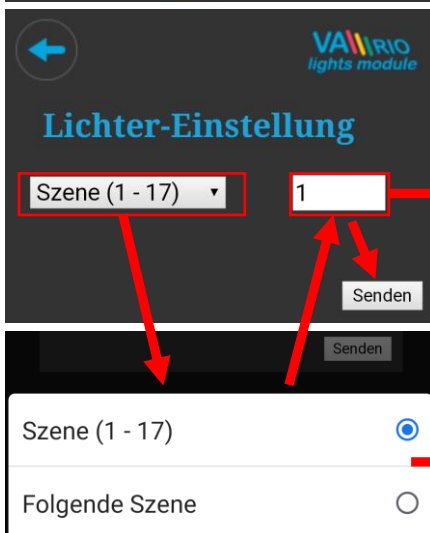 VARIO
lights module
Lichter-Einstellung
Szene (1 - 17)
1
Senden
Senden
Szene (1 - 17)
Folgende Szene